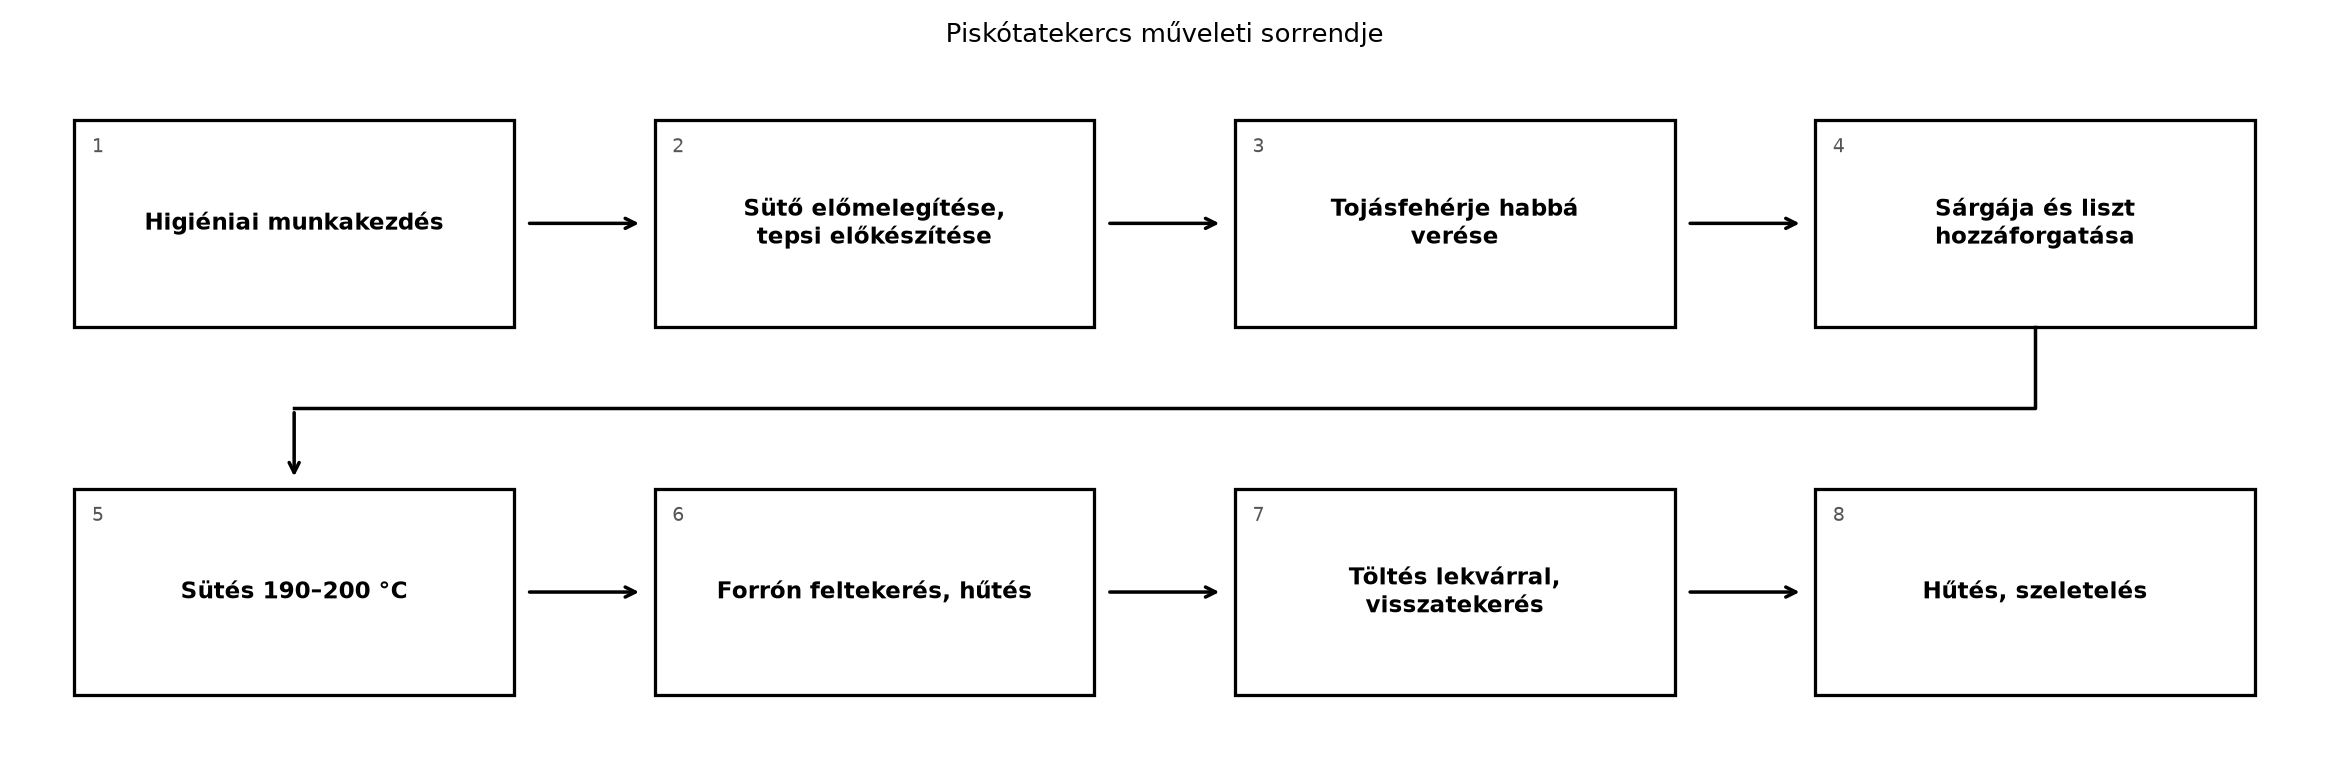 Piskótatekercs műveleti sorrendje
1
Higiéniai munkakezdés
2
Sütő előmelegítése,
tepsi előkészítése
3
Tojásfehérje habbá
verése
4
Sárgája és liszt
hozzáforgatása
5
Sütés 190–200 °C
6
Forrón feltekerés, hűtés
7
Töltés lekvárral,
visszatekerés
8
Hűtés, szeletelés